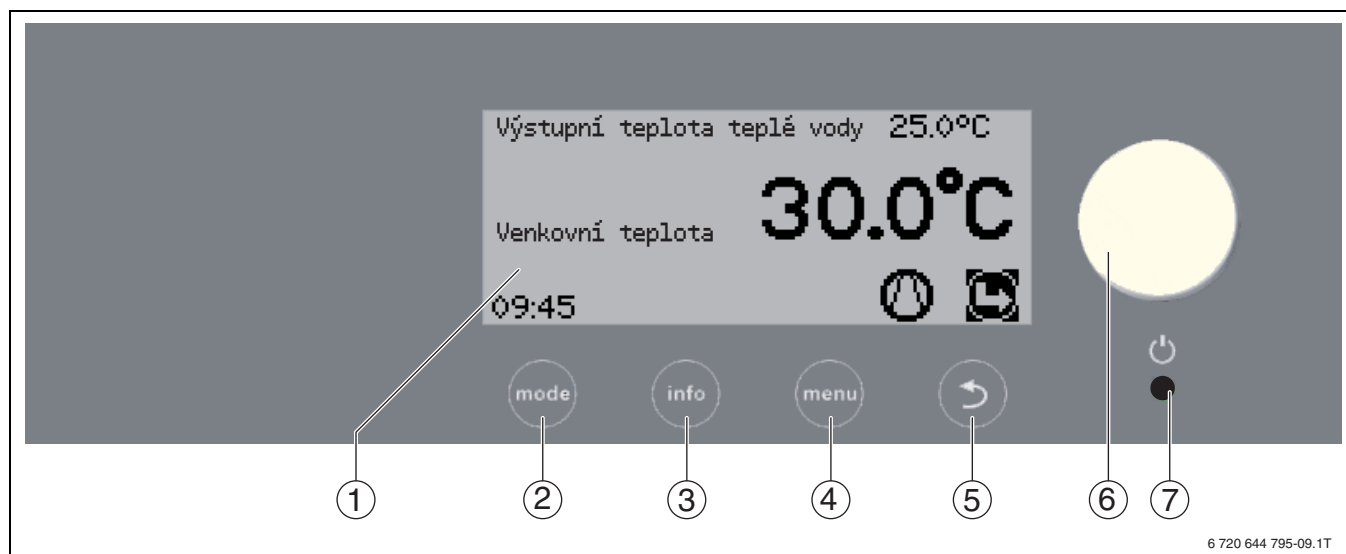 Výstupní teplota teplé vody 25.0°C
30.0°C
Venkovní teplota
09:45
mode info menu
1 2 3 4 5 6 7
6 720 644 795-09.1T